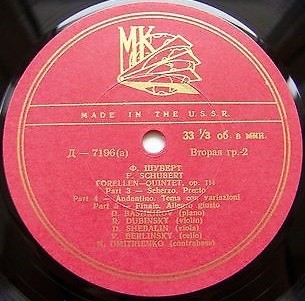 МК
MADE IN THE U.S.S.R.
33 ⅓ об. в мин.
Д — 7196(а) Вторая гр.-2
Ф. ШУБЕРТ
F. SCHUBERT
FORELLEN-QUINTET, op. 114
Part 3 — Scherzo, Presto
Part 4 — Andantino. Tema con variazioni
Part 5 — Finale. Allegro giusto
D. BASHKIROV (piano)
R. DUBINSKY (violin)
D. SHEBALIN (viola)
V. BERLINSKY (cello)
N. DMITRIENKO (contrabass)